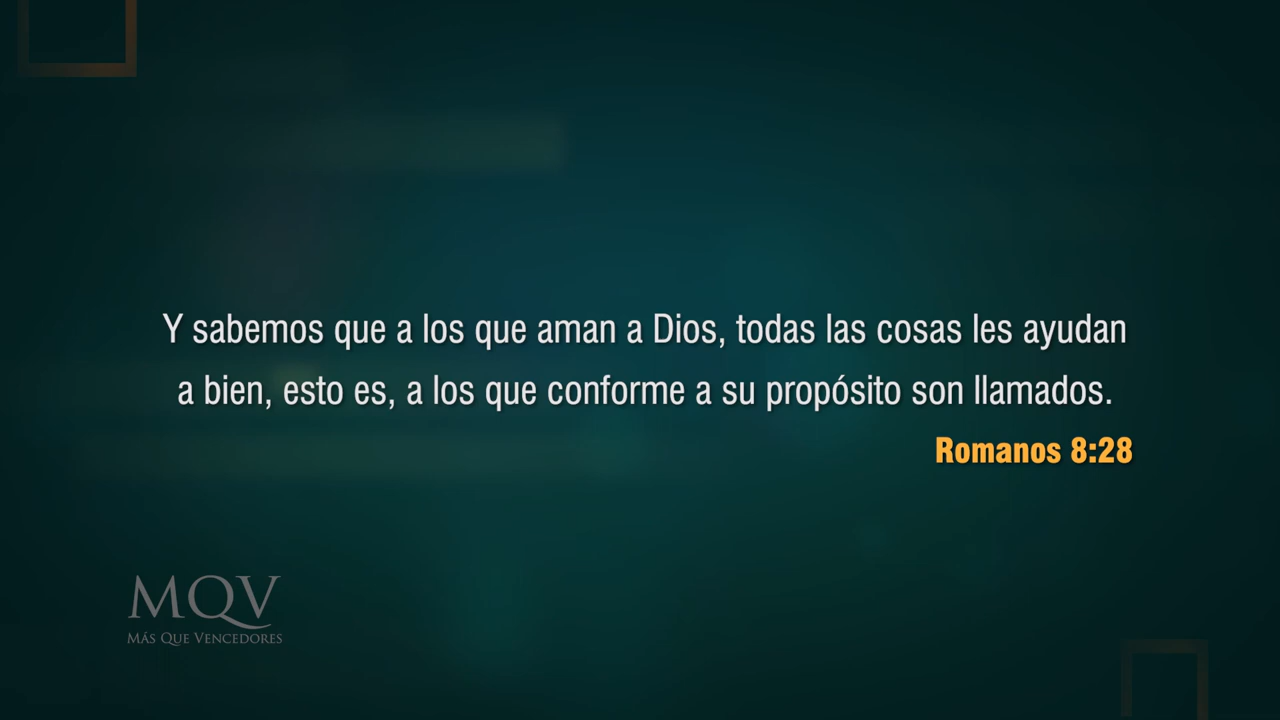 Y sabemos que a los que aman a Dios, todas las cosas les ayudan
a bien, esto es, a los que conforme a su propósito son llamados.
Romanos 8:28
MQV
MÁS QUE VENCEDORES